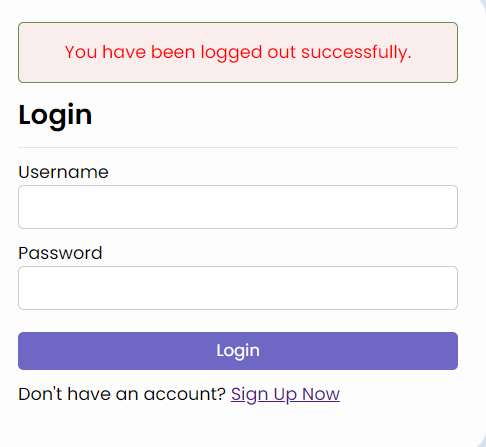 You have been logged out successfully.
Login
Username
Password
Login
Don't have an account? Sign Up Now